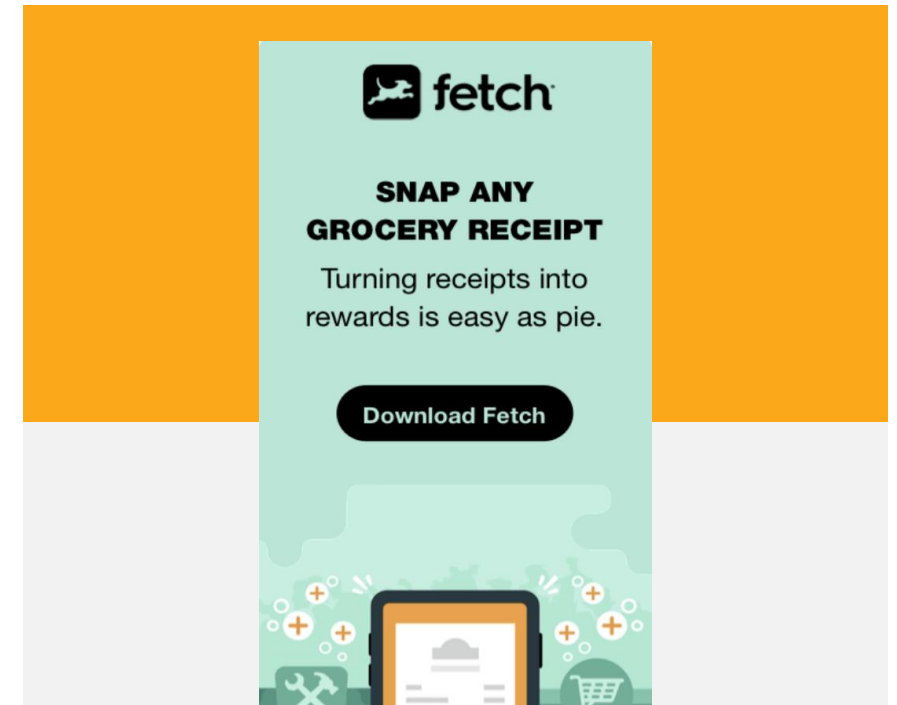 fetch
SNAP ANY
GROCERY RECEIPT
Turning receipts into
rewards is easy as pie.
Download Fetch